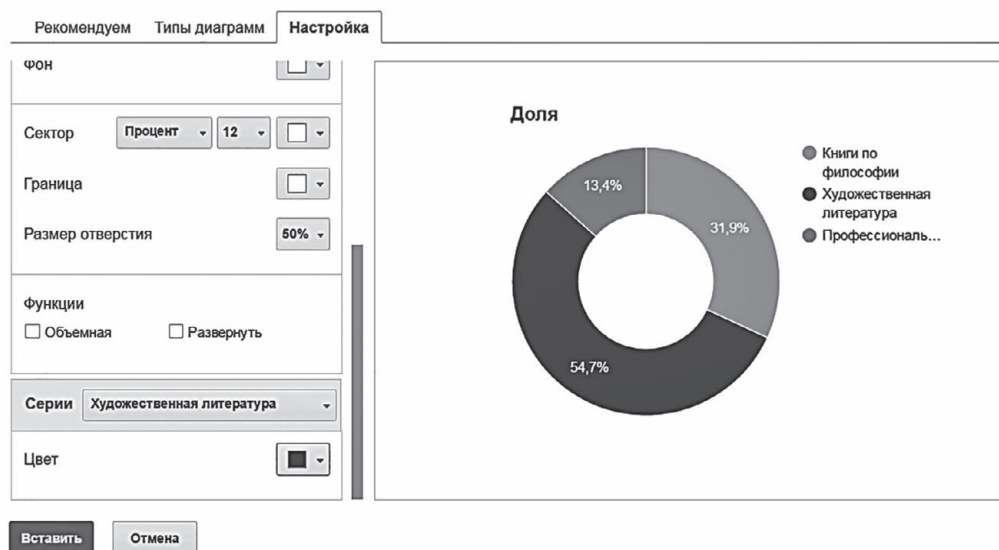 Рекомендуем Типы диаграмм Настройка
Фон
Сектор Процент 12
Граница
Размер отверстия 50%
Функции
Объемная Развернуть
Серии Художественная литература
Цвет
Вставить Отмена
Доля
13,4%
31,9%
54,7%
Книги по
философии
Художественная
литература
Профессиональ...